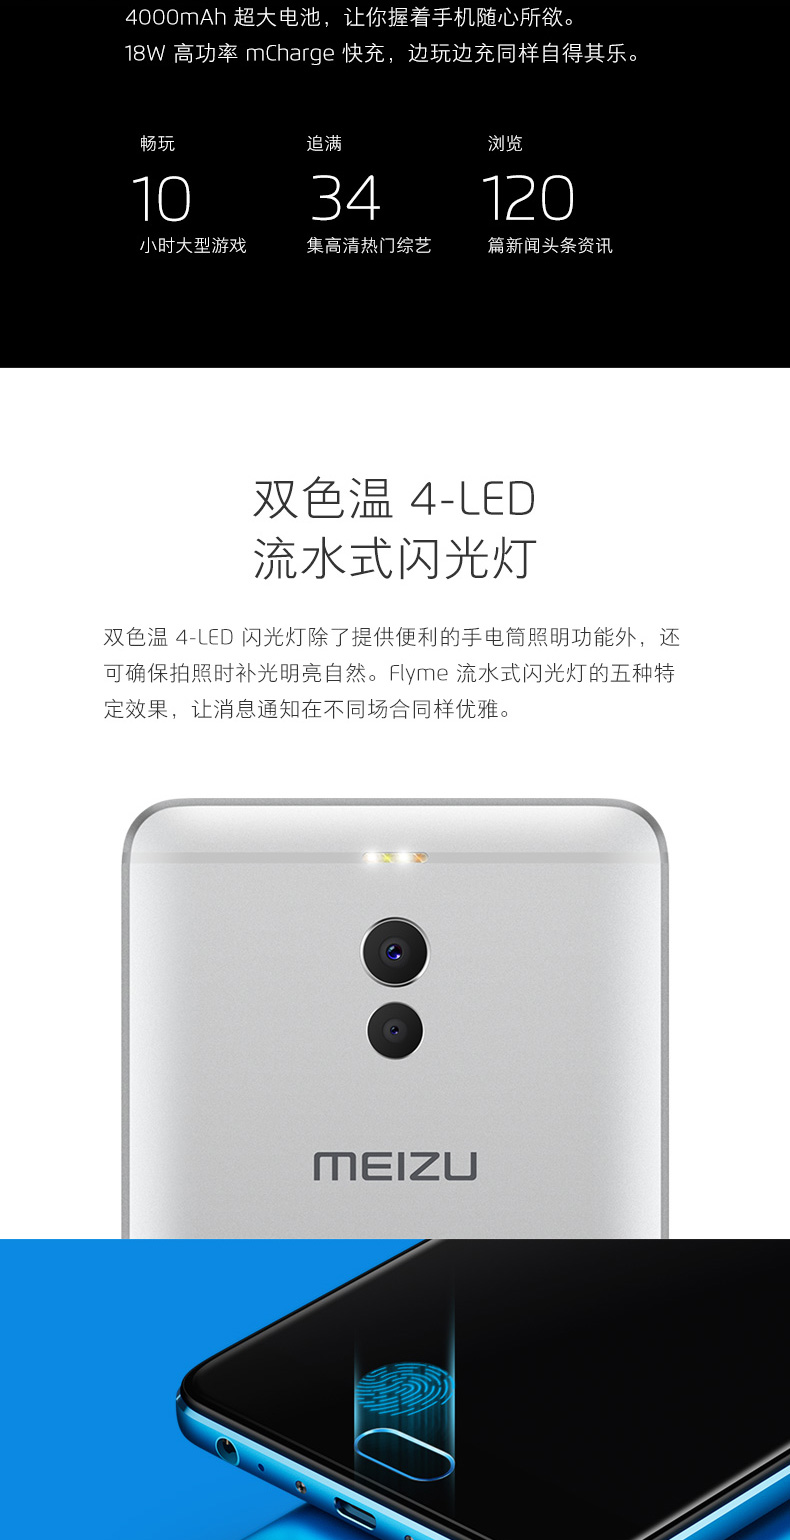 4000mAh 超大电池，让你握着手机随心所欲。
18W 高功率 mCharge 快充，边玩边充同样自得其乐。
畅玩
10
小时大型游戏
追满
34
集高清热门综艺
浏览
120
篇新闻头条资讯
双色温 4-LED
流水式闪光灯
双色温 4-LED 闪光灯除了提供便利的手电筒照明功能外，还
可确保拍照时补光明亮自然。Flyme 流水式闪光灯的五种特
定效果，让消息通知在不同场合同样优雅。
MEIZU